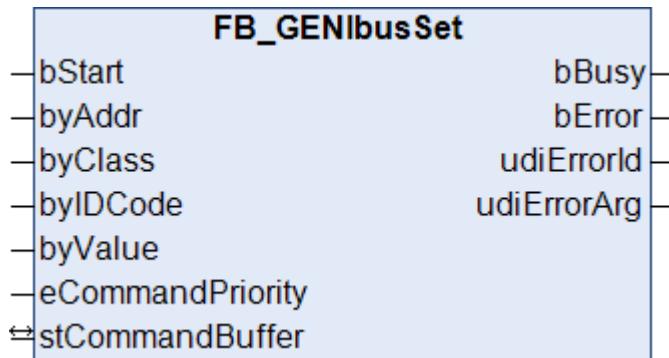 FB_GENIbusSet
bStart bBusy
byAddr bError
byClass udiErrorId
byIDCode udiErrorArg
byValue
eCommandPriority
stCommandBuffer